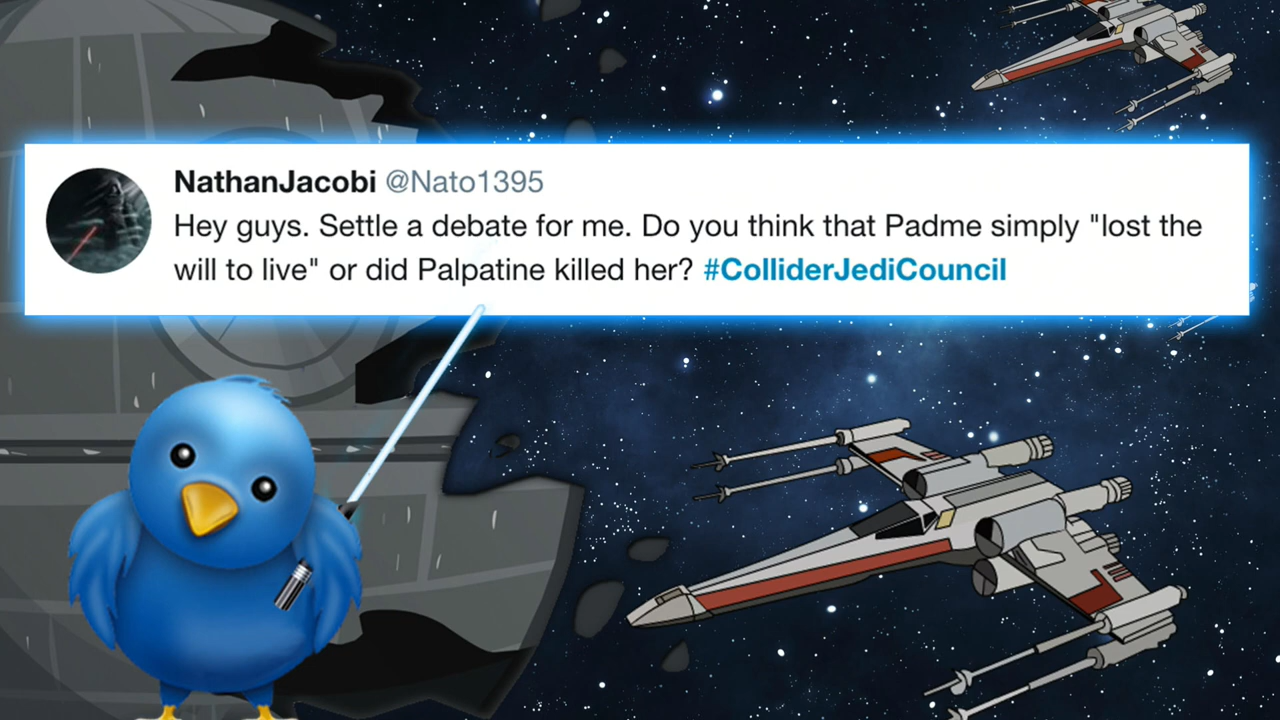 NathanJacobi @Nato1395
Hey guys. Settle a debate for me. Do you think that Padme simply "lost the
will to live" or did Palpatine killed her? #ColliderJediCouncil